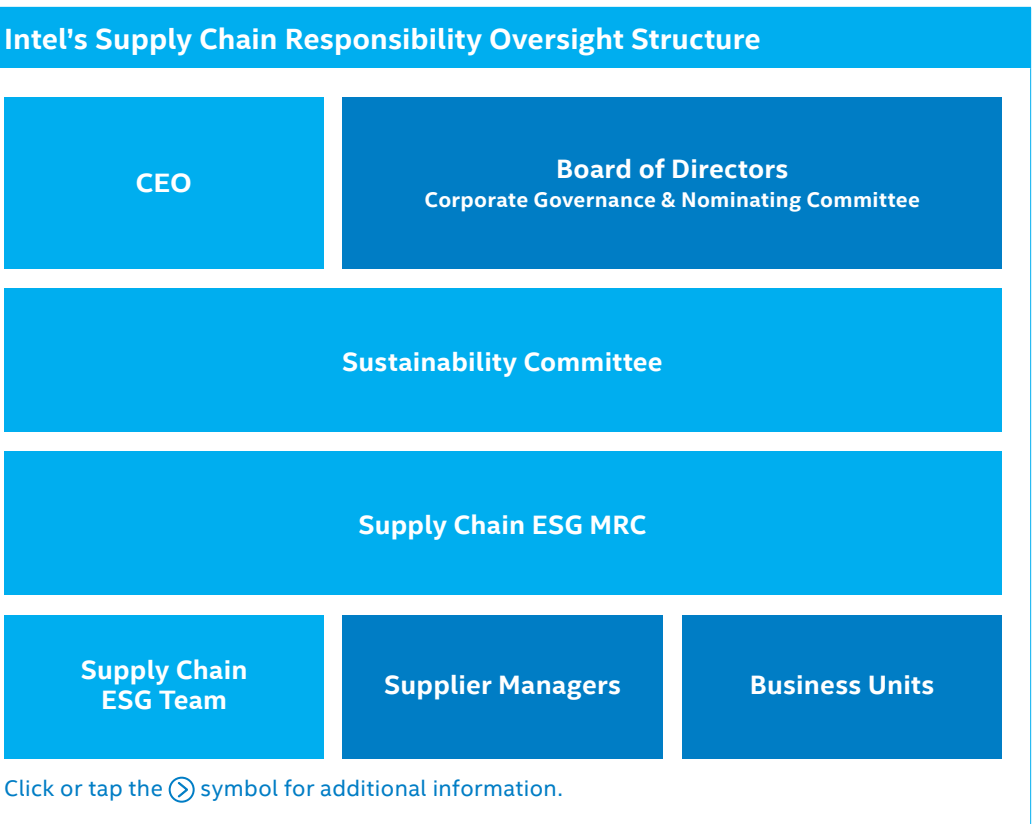 Intel’s Supply Chain Responsibility Oversight Structure
CEO
Board of Directors
Corporate Governance & Nominating Committee
Sustainability Committee
Supply Chain ESG MRC
Supply Chain
ESG Team
Supplier Managers
Business Units
Click or tap the symbol for additional information.